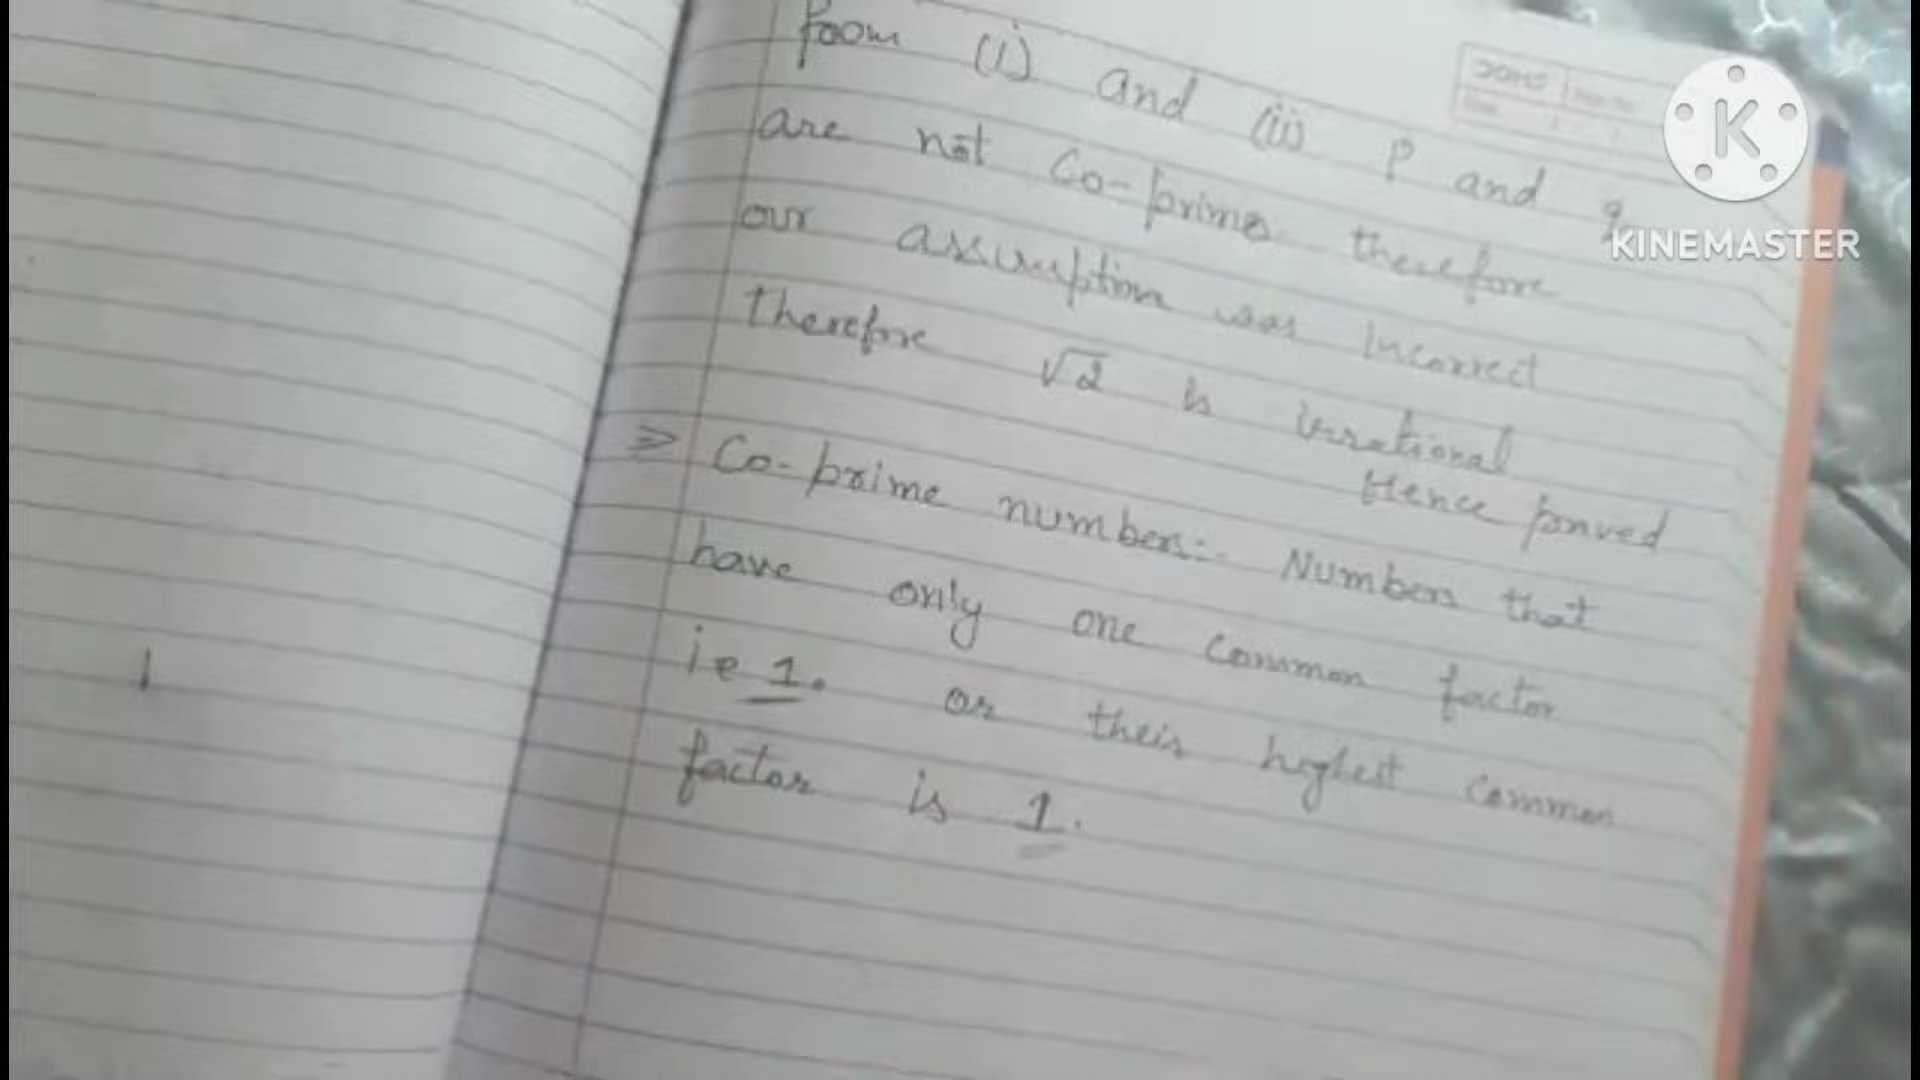 from (i) and (ii) P and q
are not Co-primes therefore
our assumption was incorrect
therefore √2 is irrational
Hence proved
⇒ Co-prime numbers:- Numbers that
have only one common factor
i.e 1. or their highest common
factor is 1.
K
KINEMASTER